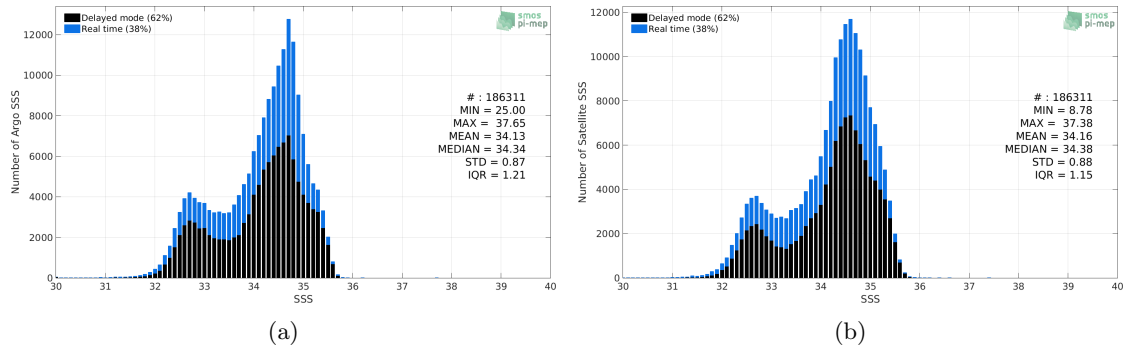 Delayed mode (62%)
Real time (38%)
smos
pi-mep
12000
10000
8000
6000
4000
2000
0
Number of Argo SSS
# : 186311
MIN = 25.00
MAX = 37.65
MEAN = 34.13
MEDIAN = 34.34
STD = 0.87
IQR = 1.21
30 31 32 33 34 35 36 37 38 39 40
SSS
(a)
Delayed mode (62%)
Real time (38%)
smos
pi-mep
12000
10000
8000
6000
4000
2000
0
Number of Satellite SSS
# : 186311
MIN = 8.78
MAX = 37.38
MEAN = 34.16
MEDIAN = 34.38
STD = 0.88
IQR = 1.15
30 31 32 33 34 35 36 37 38 39 40
SSS
(b)